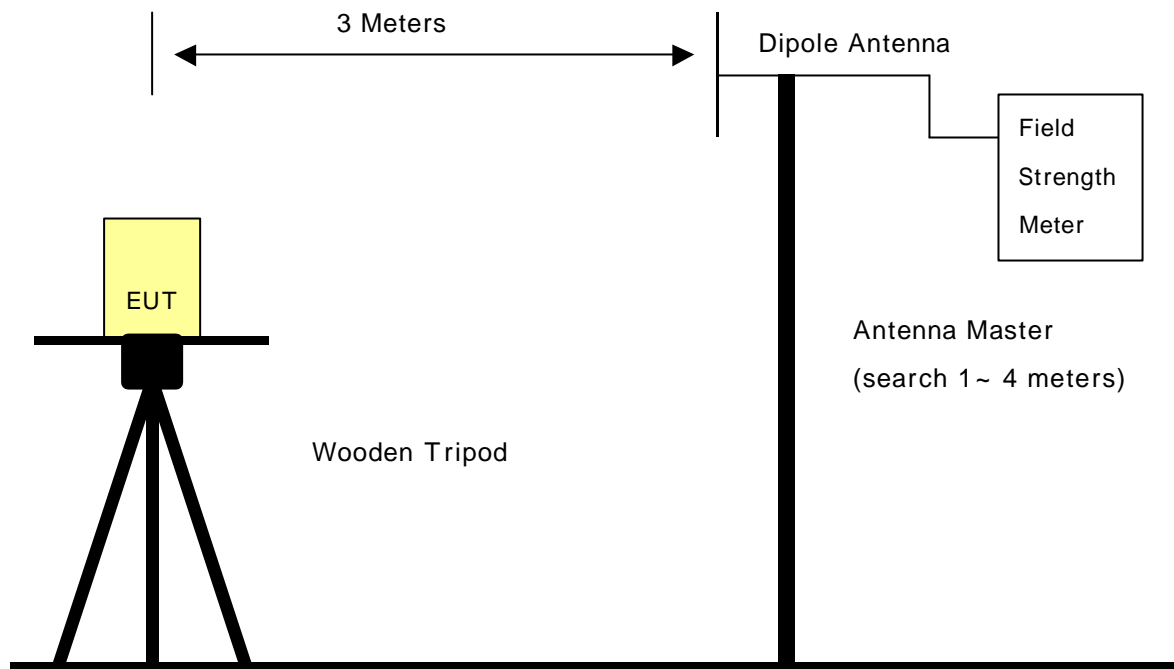 3 Meters
Dipole Antenna
Field
Strength
Meter
EUT
Antenna Master
(search 1~ 4 meters)
Wooden Tripod